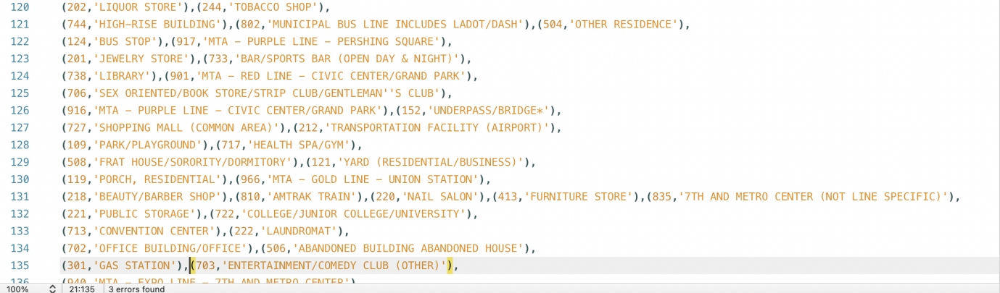 120 (202,'LIQUOR STORE'),(244,'TOBACCO SHOP'),
121 (744,'HIGH-RISE BUILDING'),(802,'MUNICIPAL BUS LINE INCLUDES LADOT/DASH'),(504,'OTHER RESIDENCE'),
122 (124,'BUS STOP'),(917,'MTA - PURPLE LINE - PERSHING SQUARE'),
123 (201,'JEWELRY STORE'),(733,'BAR/SPORTS BAR (OPEN DAY & NIGHT)'),
124 (738,'LIBRARY'),(901,'MTA - RED LINE - CIVIC CENTER/GRAND PARK'),
125 (706,'SEX ORIENTED/BOOK STORE/STRIP CLUB/GENTLEMAN''S CLUB'),
126 (916,'MTA - PURPLE LINE - CIVIC CENTER/GRAND PARK'),(152,'UNDERPASS/BRIDGE*'),
127 (727,'SHOPPING MALL (COMMON AREA)'),(212,'TRANSPORTATION FACILITY (AIRPORT)'),
128 (109,'PARK/PLAYGROUND'),(717,'HEALTH SPA/GYM'),
129 (508,'FRAT HOUSE/SORORITY/DORMITORY'),(121,'YARD (RESIDENTIAL/BUSINESS)'),
130 (119,'PORCH, RESIDENTIAL'),(966,'MTA - GOLD LINE - UNION STATION'),
131 (218,'BEAUTY/BARBER SHOP'),(810,'AMTRAK TRAIN'),(220,'NAIL SALON'),(413,'FURNITURE STORE'),(835,'7TH AND METRO CENTER (NOT LINE SPECIFIC)'),
132 (221,'PUBLIC STORAGE'),(722,'COLLEGE/JUNIOR COLLEGE/UNIVERSITY'),
133 (713,'CONVENTION CENTER'),(222,'LAUNDROMAT'),
134 (702,'OFFICE BUILDING/OFFICE'),(506,'ABANDONED BUILDING ABANDONED HOUSE'),
135 (301,'GAS STATION'),(703,'ENTERTAINMENT/COMEDY CLUB (OTHER)'),
136 (940,'MTA - EXPO LINE - 7TH AND METRO CENTER'),
100% 21:135 3 errors found